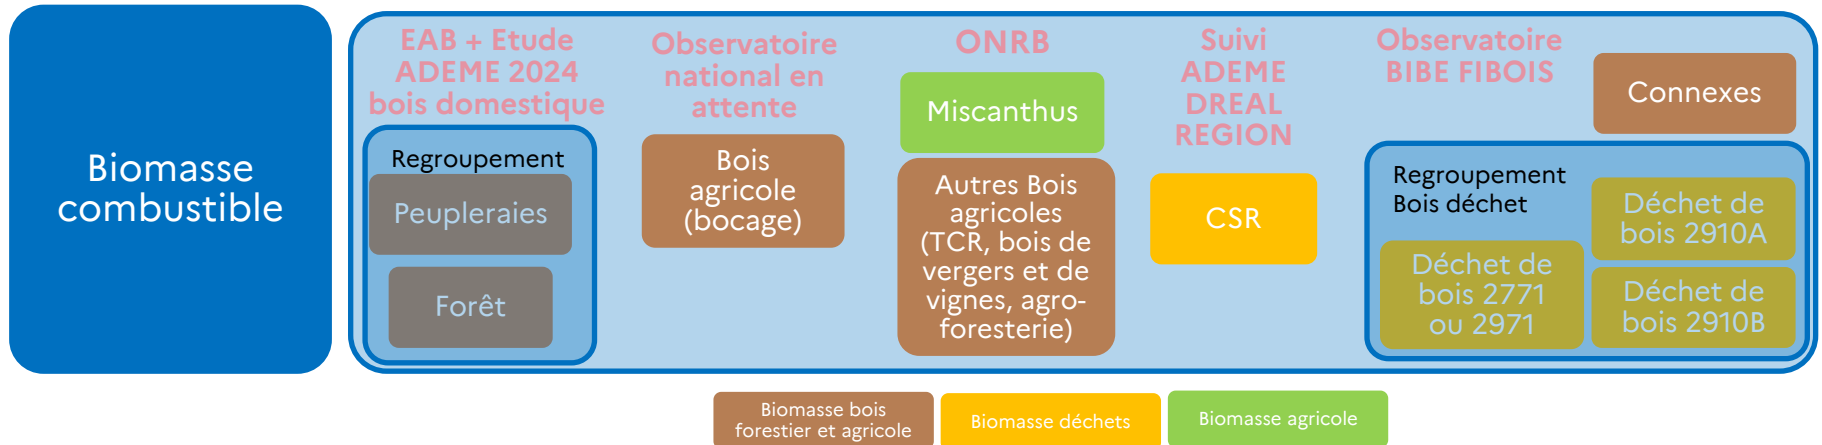 Biomasse
combustible
EAB + Etude
ADEME 2024
bois domestique
Regroupement
Peupleraies
Forêt
Observatoire
national en
attente
Bois
agricole
(bocage)
ONRB
Miscanthus
Autres Bois
agricoles
(TCR, bois de
vergers et de
vignes, agro-
foresterie)
Suivi
ADEME
DREAL
REGION
CSR
Observatoire
BIBE FIBOIS
Connexes
Regroupement
Bois déchet
Déchet de
bois 2771
ou 2971
Déchet de
bois 2910A
Déchet de
bois 2910B
Biomasse bois
forestier et agricole
Biomasse déchets
Biomasse agricole